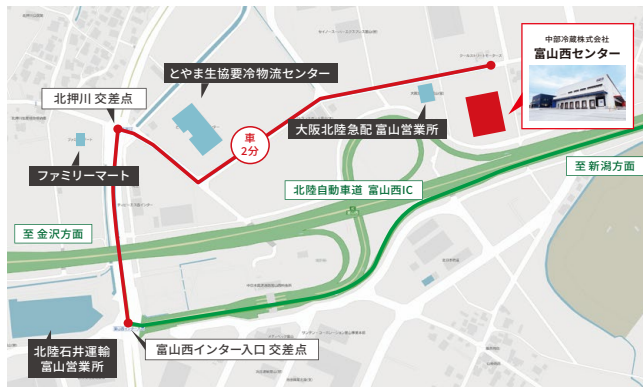 中部冷蔵株式会社
富山西センター
とやま生協要冷物流センター
北押川 交差点
車
2分
大阪北陸急配 富山営業所
ファミリーマート
至 新潟方面
北陸自動車道 富山西IC
至 金沢方面
北陸石井運輸
富山営業所
富山西インター入口 交差点